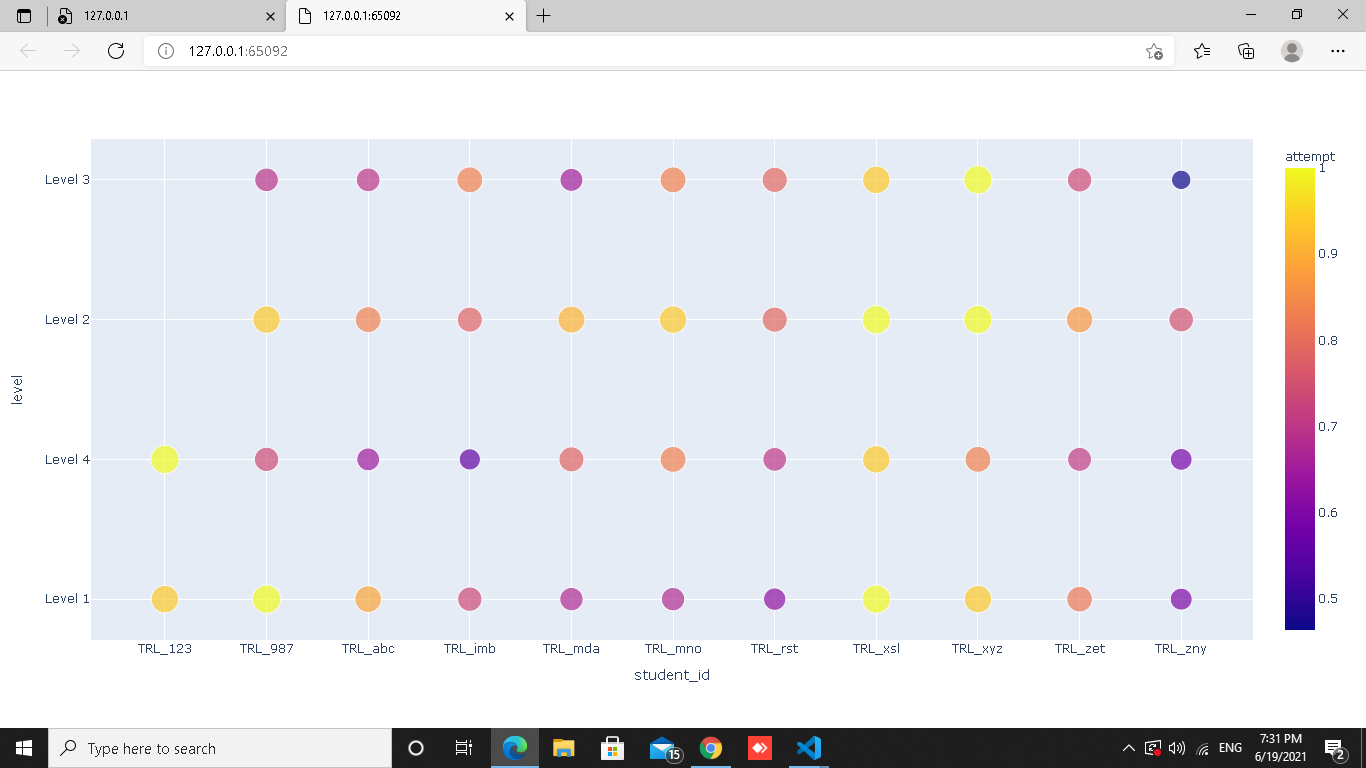 127.0.0.1
127.0.0.1:65092
127.0.0.1:65092
attempt
1
0.9
0.8
0.7
0.6
0.5
Level 3
Level 2
Level 4
Level 1
level
TRL_123 TRL_987 TRL_abc TRL_imb TRL_mda TRL_mno TRL_rst TRL_xsl TRL_xyz TRL_zet TRL_zny
student_id
Type here to search
15
ENG
7:31 PM
6/19/2021
2